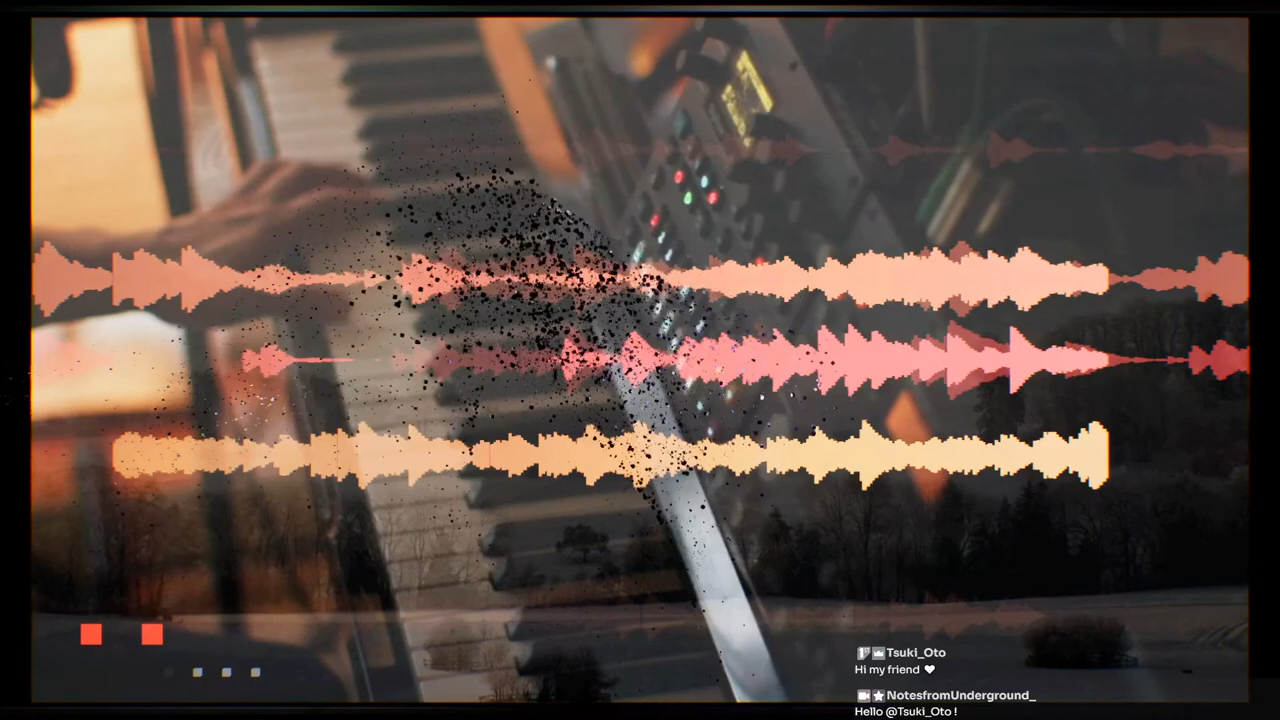 Tsuki_Oto
Hi my friend ♥
NotesfromUnderground_
Hello @Tsuki_Oto !